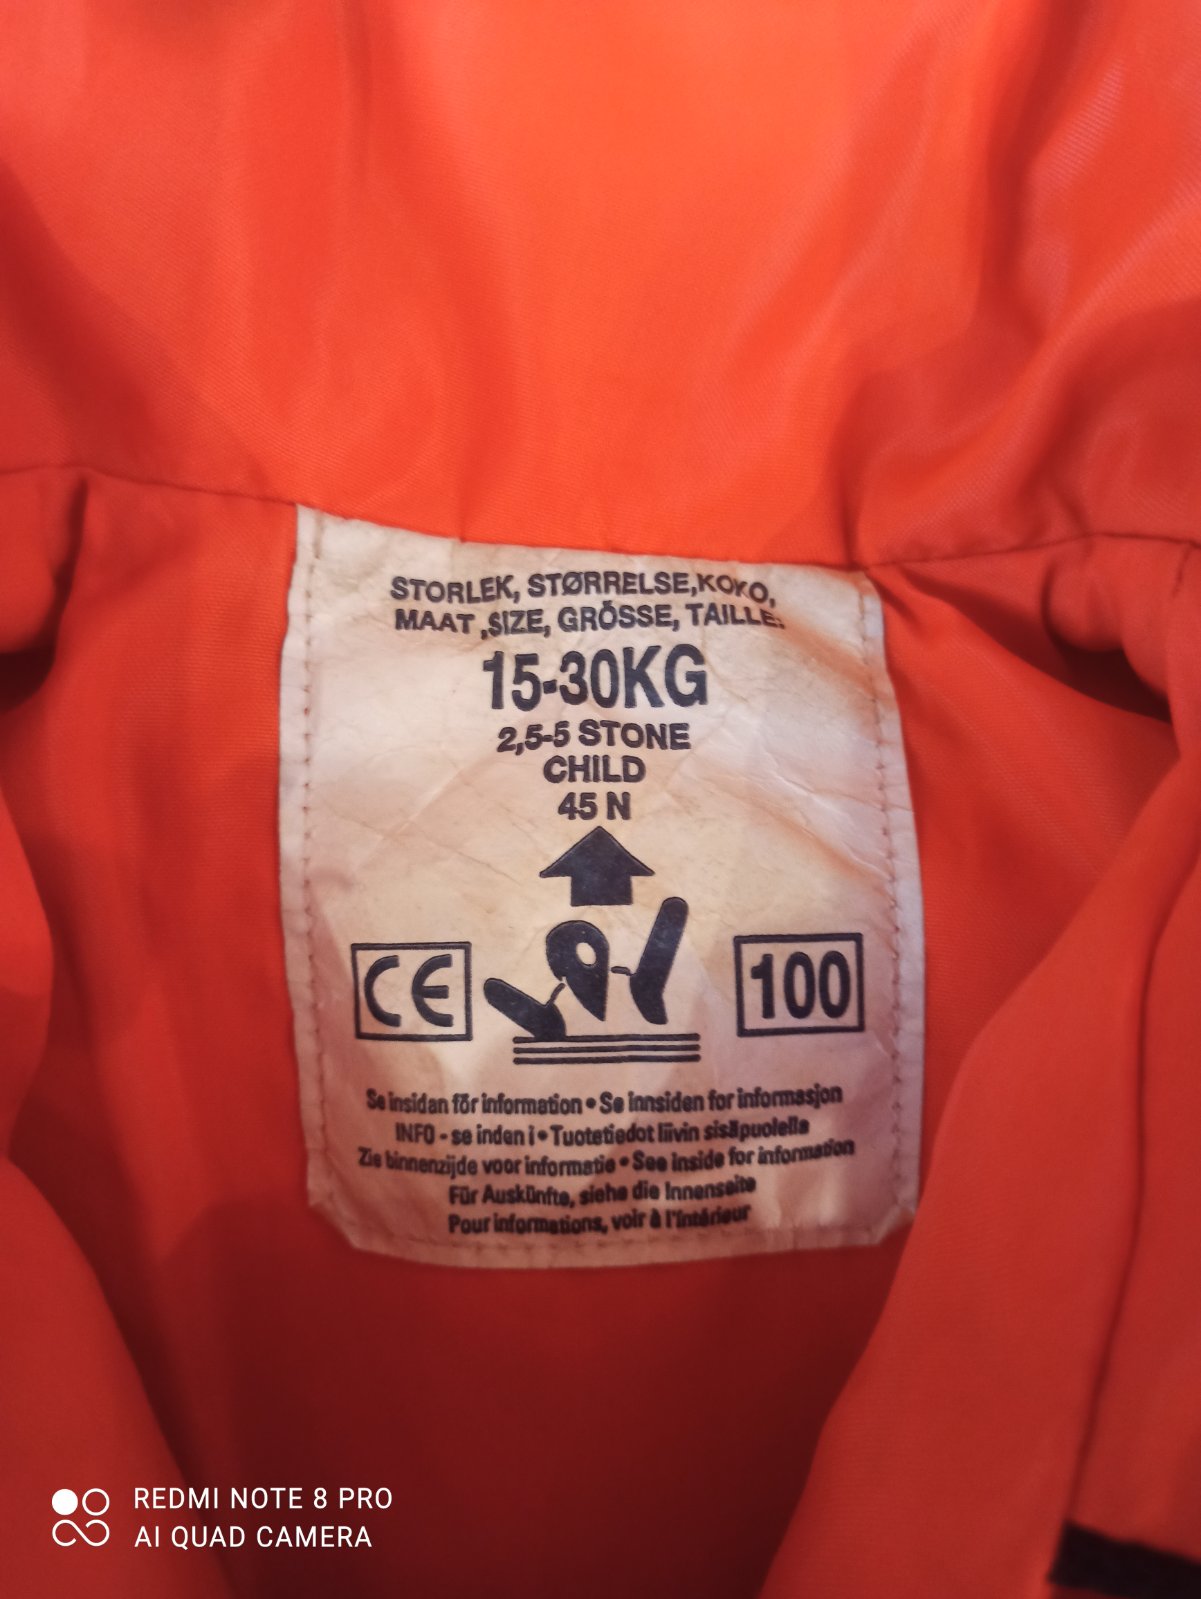 STORLEK, STØRRELSE,KOKO,
MAAT ,SIZE, GRÖSSE, TAILLE:
15-30KG
2,5-5 STONE
CHILD
45 N
CE
100
Se insidan för information • Se innsiden for informasjon
INFO - se inden i • Tuotetiedot liivin sisäpuolella
Zie binnenzijde voor informatie • See inside for information
Für Auskünfte, siehe die Innenseite
Pour informations, voir à l'intérieur
REDMI NOTE 8 PRO
AI QUAD CAMERA